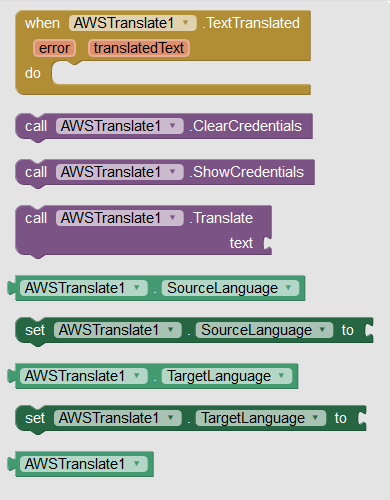 when AWSTranslate1 .TextTranslated
error translatedText
do
call AWSTranslate1 .ClearCredentials
call AWSTranslate1 .ShowCredentials
call AWSTranslate1 .Translate
text
AWSTranslate1 . SourceLanguage
set AWSTranslate1 . SourceLanguage to
AWSTranslate1 . TargetLanguage
set AWSTranslate1 . TargetLanguage to
AWSTranslate1